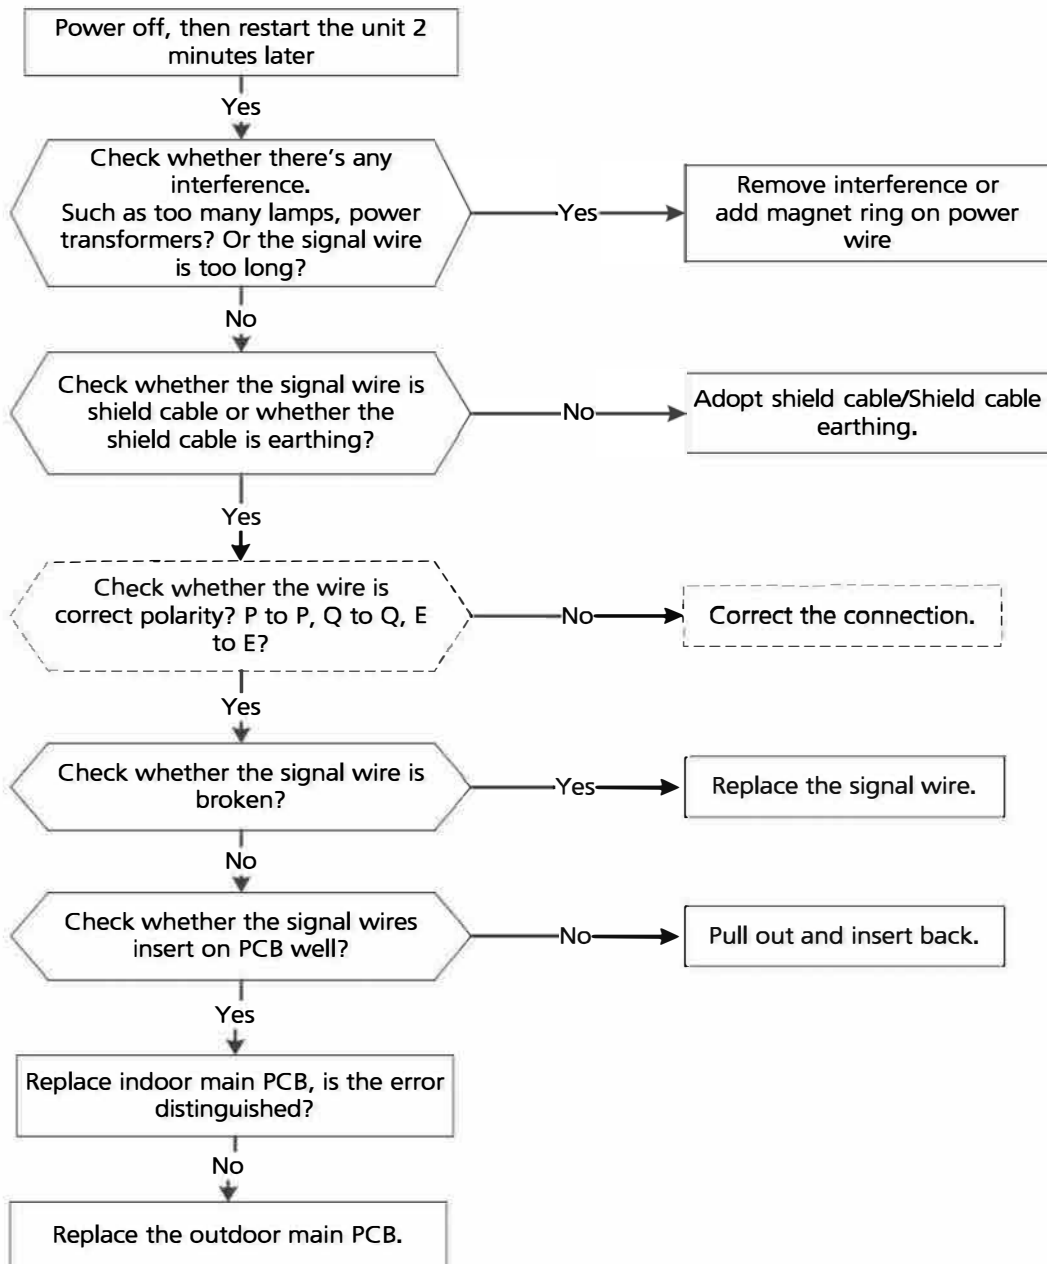 Power off, then restart the unit 2
minutes later
Yes
Check whether there's any
interference.
Such as too many lamps, power
transformers? Or the signal wire
is too long?
Yes
Remove interference or
add magnet ring on power
wire
No
Check whether the signal wire is
shield cable or whether the
shield cable is earthing?
No
Adopt shield cable/Shield cable
earthing.
Yes
Check whether the wire is
correct polarity? P to P, Q to Q, E
to E?
No
Correct the connection.
Yes
Check whether the signal wire is
broken?
Yes
Replace the signal wire.
No
Check whether the signal wires
insert on PCB well?
No
Pull out and insert back.
Yes
Replace indoor main PCB, is the error
distinguished?
No
Replace the outdoor main PCB.